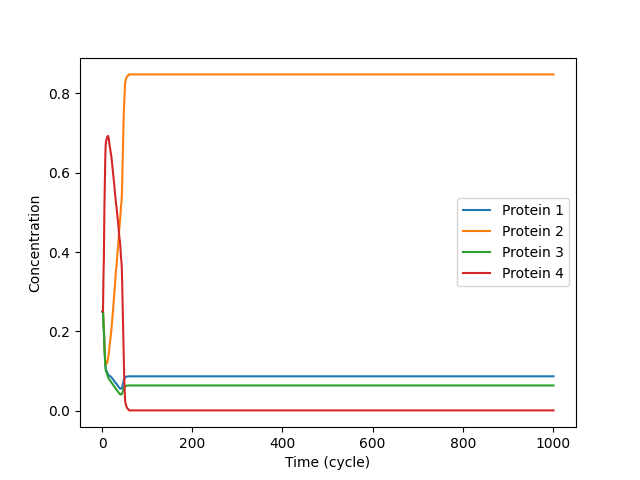 0.8
0.6
0.4
0.2
0.0
Concentration
Protein 1
Protein 2
Protein 3
Protein 4
0 200 400 600 800 1000
Time (cycle)